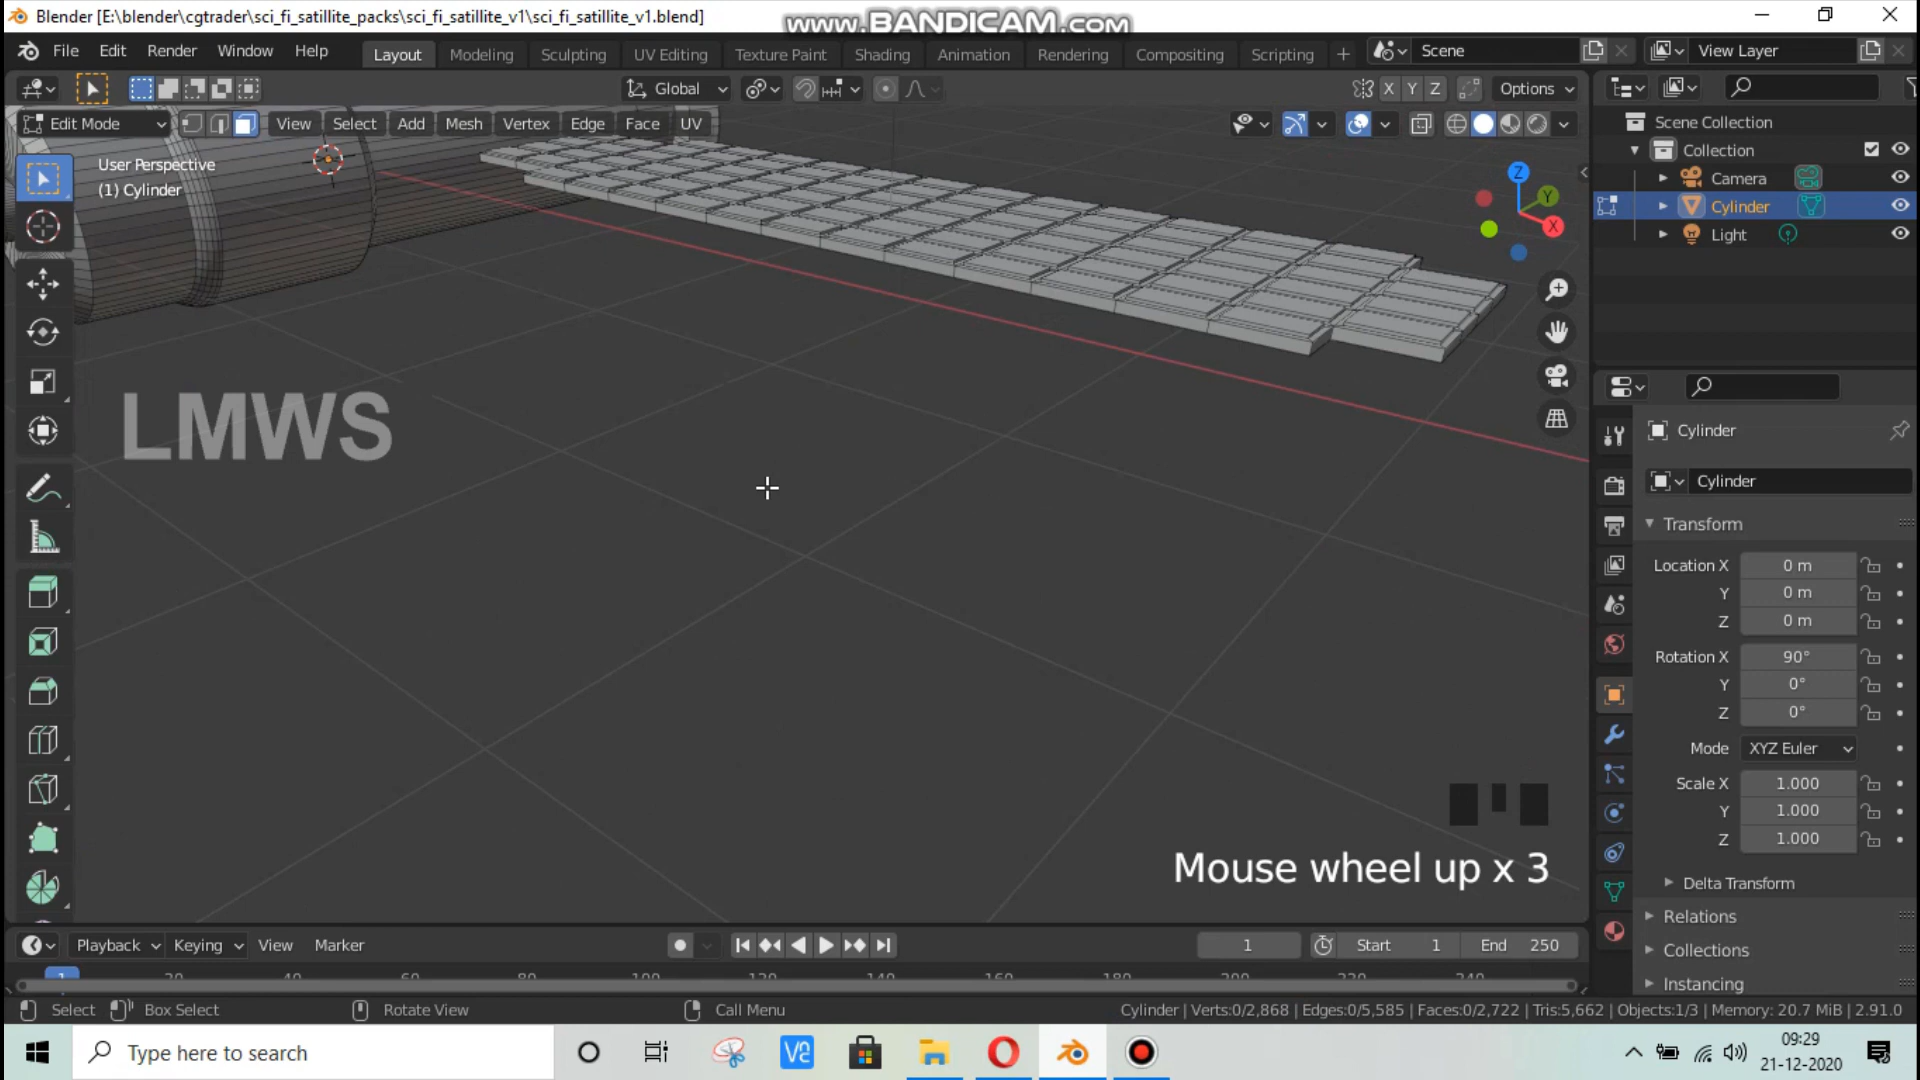 Blender [E:\blender\cgtrader\sci_fi_satillite_packs\sci_fi_satillite_v1\sci_fi_satillite_v1.blend]
www.BANDICAM.com
File Edit Render Window Help Layout Modeling Sculpting UV Editing Texture Paint Shading Animation Rendering Compositing Scripting + Scene View Layer
Global X Y Z Options
Edit Mode View Select Add Mesh Vertex Edge Face UV
Scene Collection
Collection
Camera
Cylinder
Light
User Perspective
(1) Cylinder
Z
Y
X
LMWS
Cylinder
Cylinder
Transform
Location X 0 m
Y 0 m
Z 0 m
Rotation X 90°
Y 0°
Z 0°
Mode XYZ Euler
Scale X 1.000
Y 1.000
Z 1.000
Delta Transform
Relations
Collections
Instancing
Mouse wheel up x 3
Playback Keying View Marker 1 Start 1 End 250
Select Box Select Rotate View Call Menu Cylinder | Verts:0/2,868 | Edges:0/5,585 | Faces:0/2,722 | Tris:5,662 | Objects:1/3 | Memory: 20.7 MiB | 2.91.0
Type here to search
09:29
21-12-2020